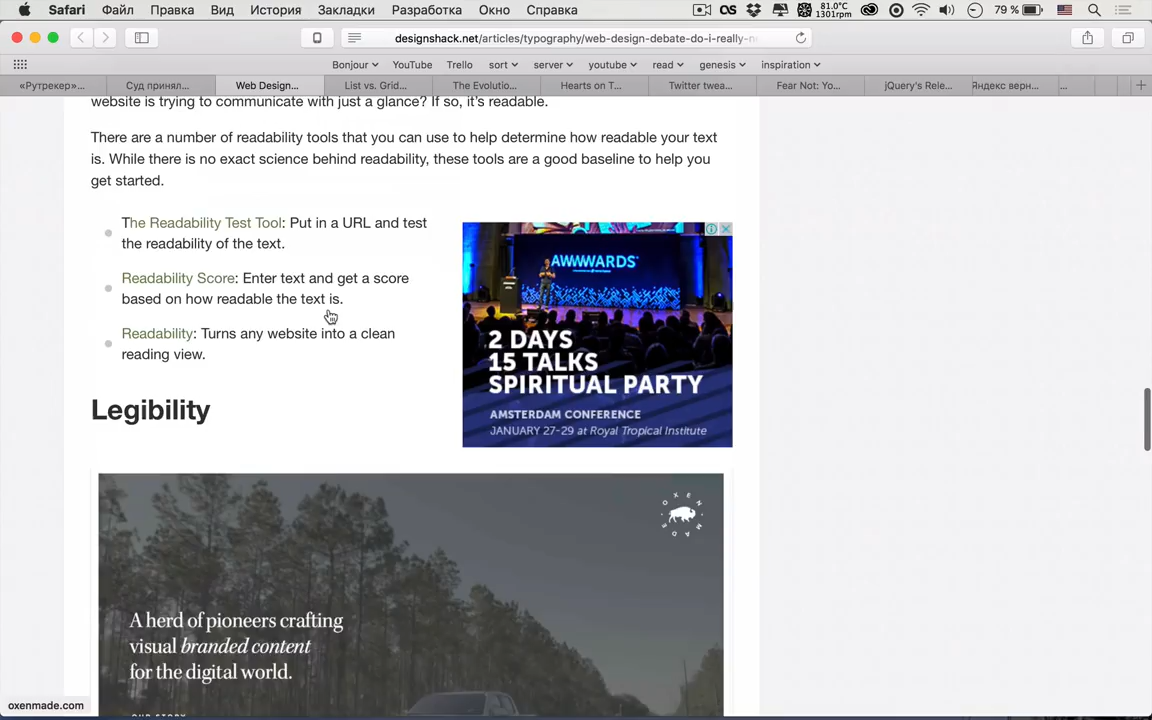 Safari Файл Правка Вид История Закладки Разработка Окно Справка 81.0°C 1301rpm 79 %
designshack.net/articles/typography/web-design-debate-do-i-really-n
Bonjour YouTube Trello sort server youtube read genesis inspiration
«Рутрекер»... Суд принял... Web Design... List vs. Grid... The Evolutio... Hearts on T... Twitter twea... Fear Not: Yo... jQuery's Rele... Яндекс верн... ...
website is trying to communicate with just a glance? If so, it's readable.
There are a number of readability tools that you can use to help determine how readable your text
is. While there is no exact science behind readability, these tools are a good baseline to help you
get started.
The Readability Test Tool: Put in a URL and test
the readability of the text.
Readability Score: Enter text and get a score
based on how readable the text is.
Readability: Turns any website into a clean
reading view.
AWWWARDS
2 DAYS
15 TALKS
SPIRITUAL PARTY
AMSTERDAM CONFERENCE
JANUARY 27-29 at Royal Tropical Institute
Legibility
OXEN MADE
A herd of pioneers crafting
visual branded content
for the digital world.
OUR STORY
oxenmade.com